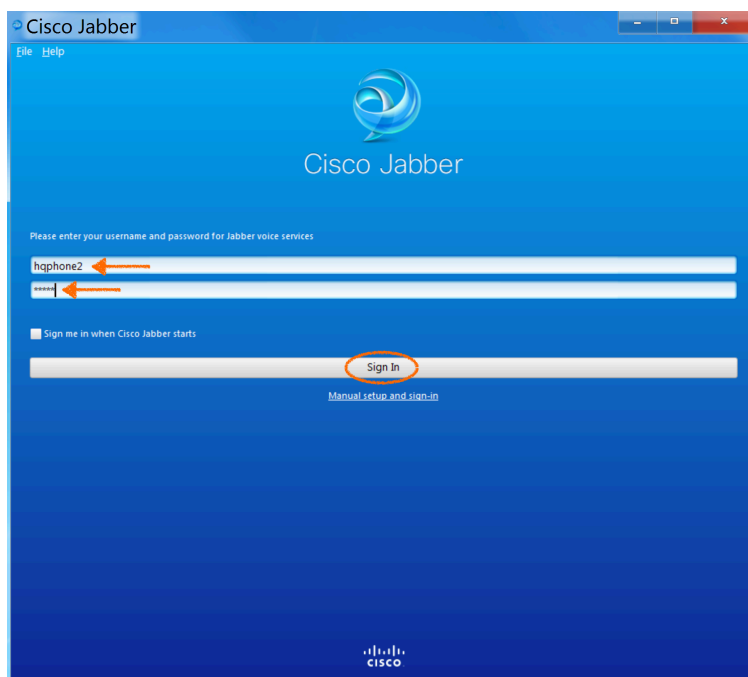 Cisco Jabber
File Help
Cisco Jabber
Please enter your username and password for Jabber voice services
hqphone2
*****
Sign me in when Cisco Jabber starts
Sign In
Manual setup and sign-in
CISCO